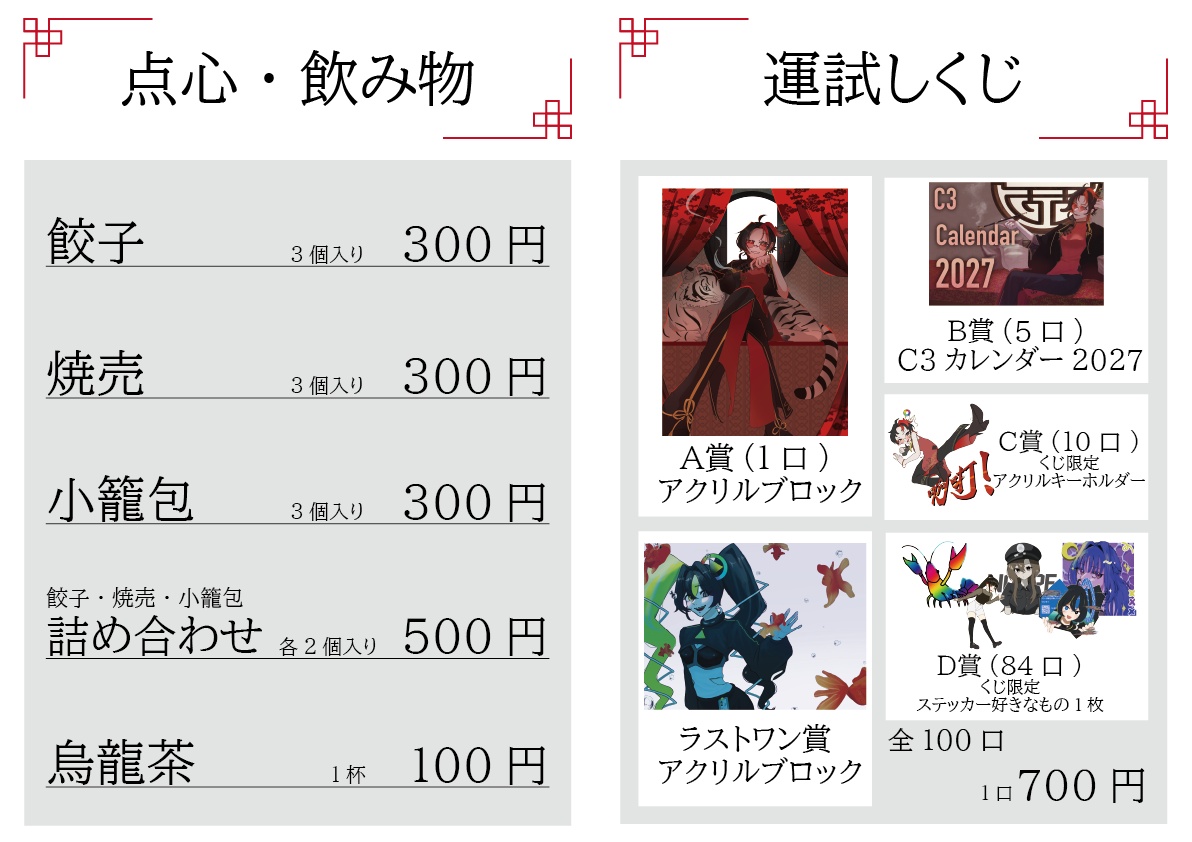 点心・飲み物
餃子 3個入り 300円
焼売 3個入り 300円
小籠包 3個入り 300円
餃子・焼売・小籠包
詰め合わせ 各2個入り 500円
烏龍茶 1杯 100円
運試しくじ
A賞(1口)
アクリルブロック
C3
Calendar
2027
B賞(5口)
C3カレンダー2027
C賞(10口)
くじ限定
アクリルキーホルダー
ラストワン賞
アクリルブロック
D賞(84口)
くじ限定
ステッカー好きなもの1枚
全100口
1口700円